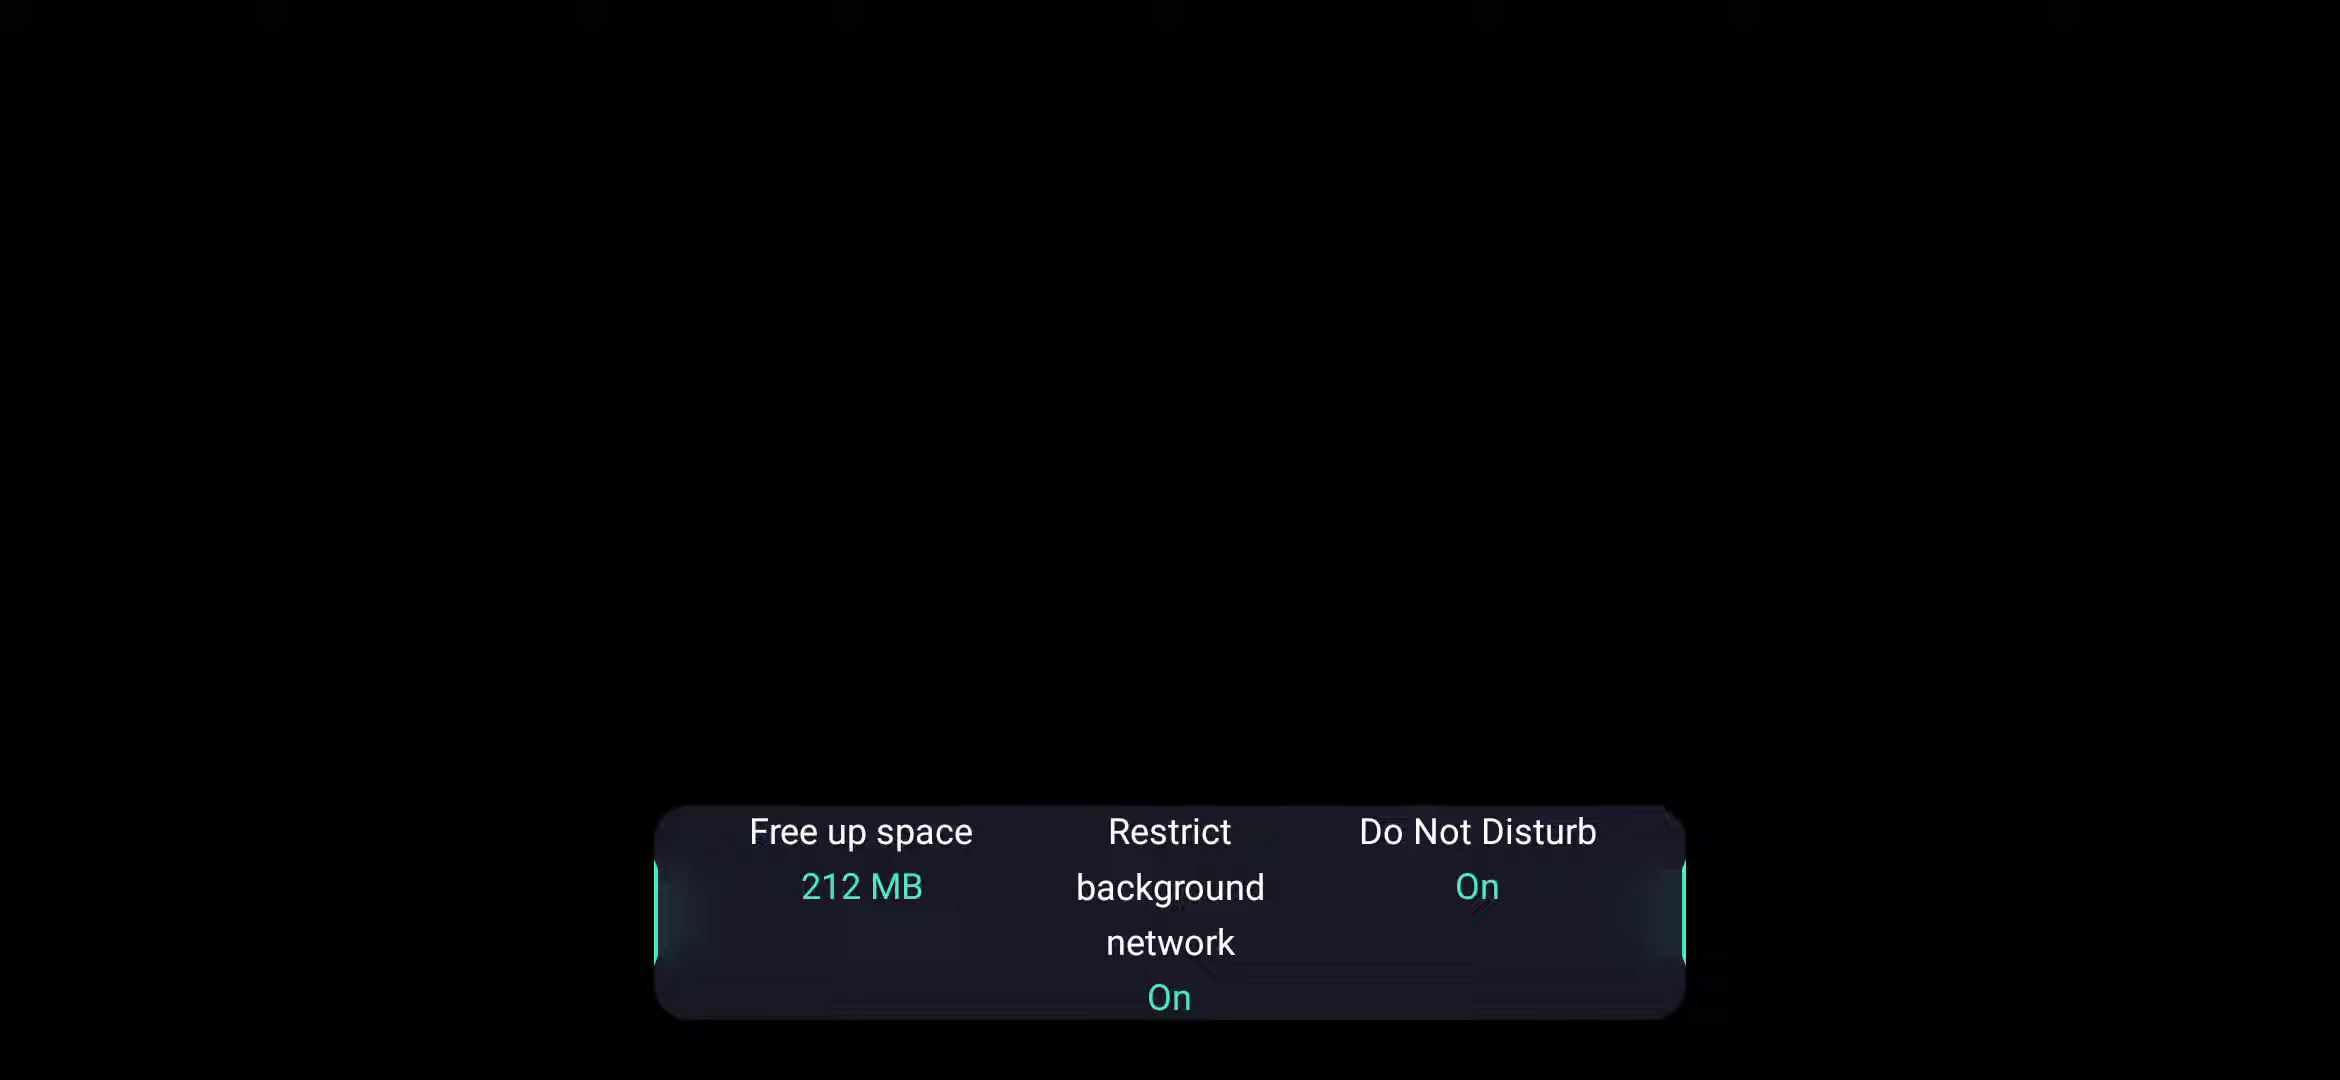 Free up space
212 MB
Restrict
background
network
On
Do Not Disturb
On